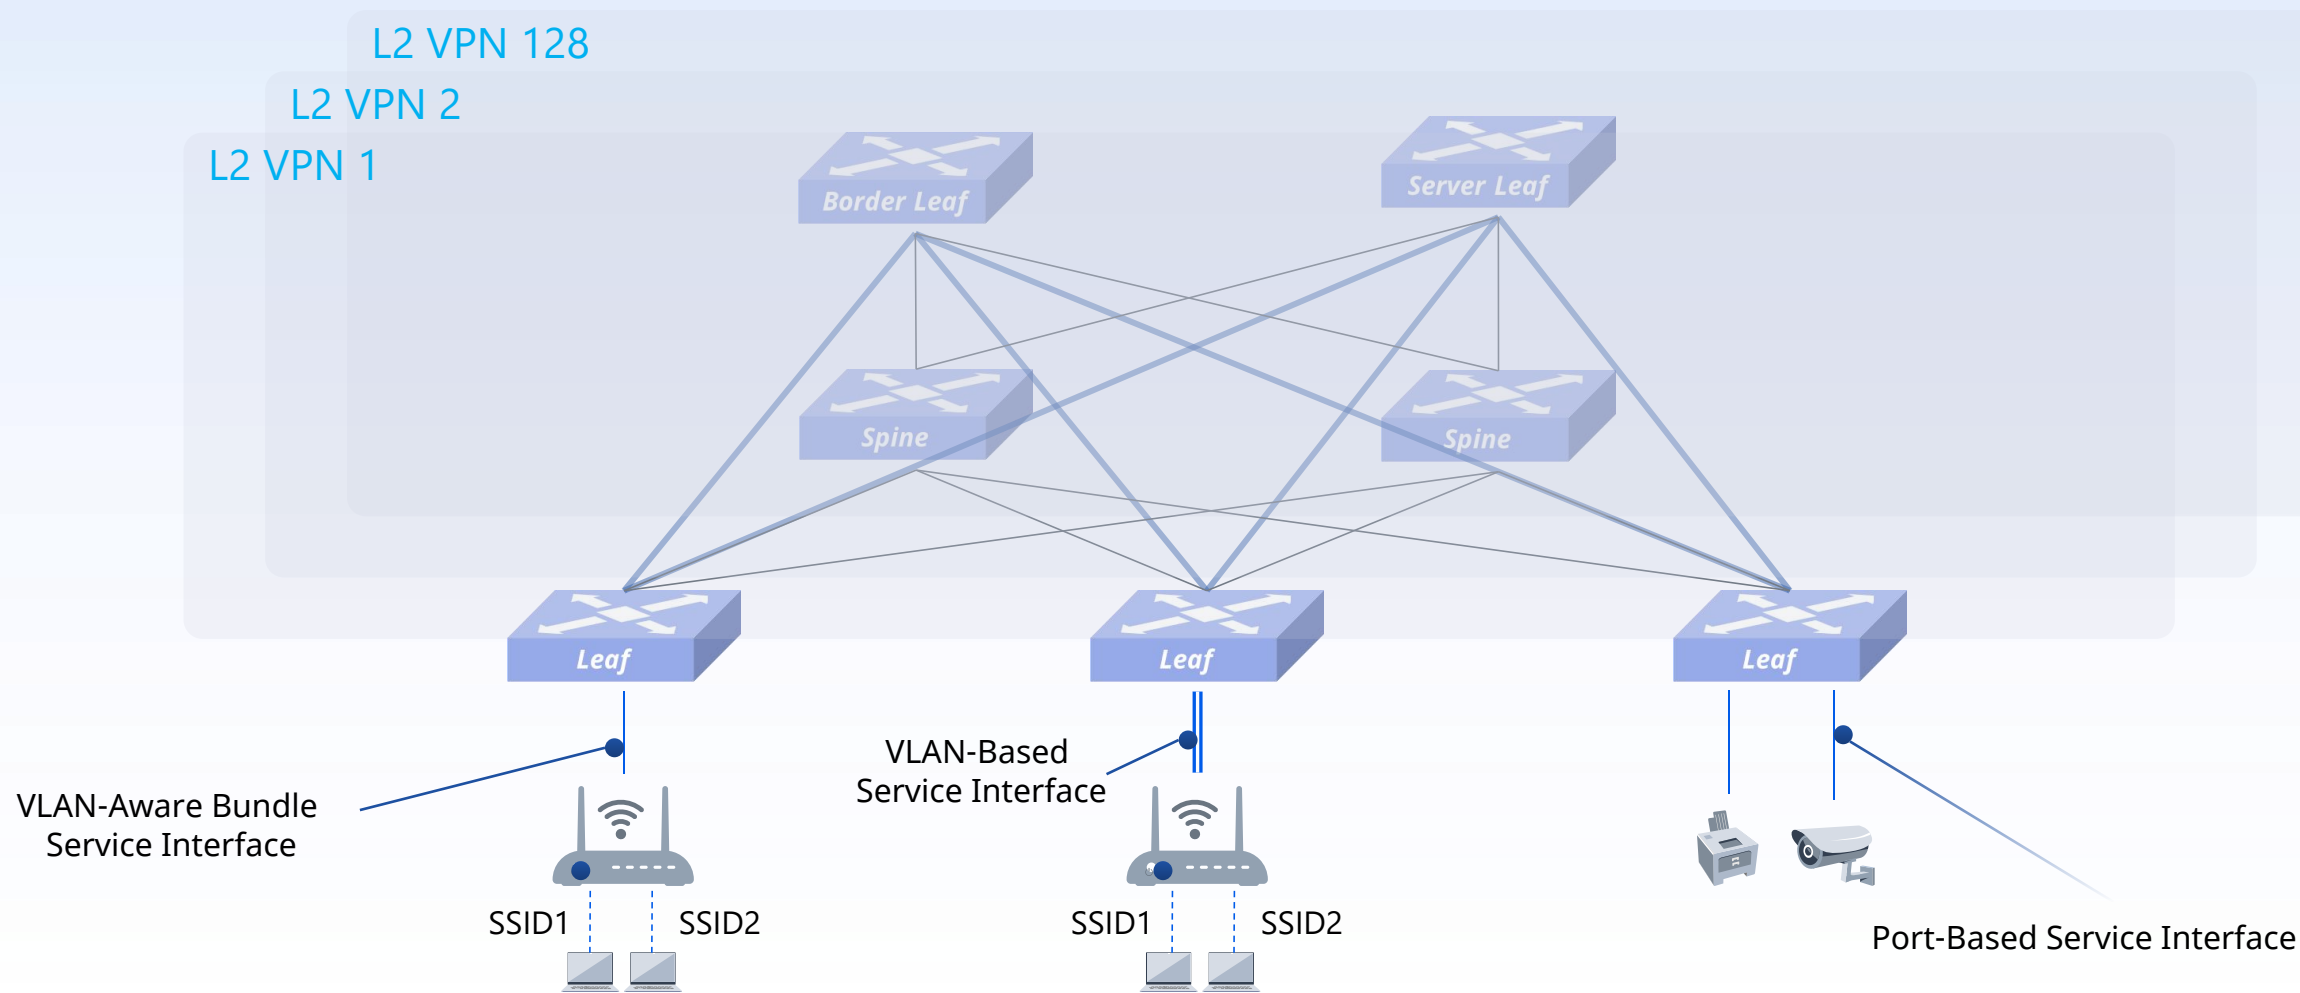 L2 VPN 128
L2 VPN 2
L2 VPN 1
Border Leaf
Server Leaf
Spine
Spine
Leaf
Leaf
Leaf
VLAN-Aware Bundle
Service Interface
VLAN-Based
Service Interface
SSID1
SSID2
SSID1
SSID2
Port-Based Service Interface